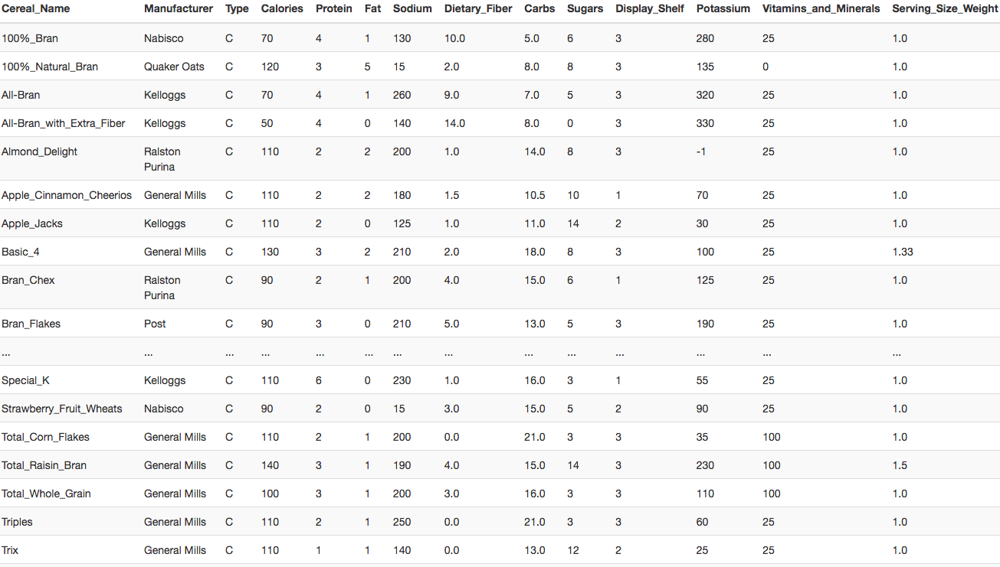 Cereal_Name Manufacturer Type Calories Protein Fat Sodium Dietary_Fiber Carbs Sugars Display_Shelf Potassium Vitamins_and_Minerals Serving_Size_Weight
100%_Bran Nabisco C 70 4 1 130 10.0 5.0 6 3 280 25 1.0
100%_Natural_Bran Quaker Oats C 120 3 5 15 2.0 8.0 8 3 135 0 1.0
All-Bran Kelloggs C 70 4 1 260 9.0 7.0 5 3 320 25 1.0
All-Bran_with_Extra_Fiber Kelloggs C 50 4 0 140 14.0 8.0 0 3 330 25 1.0
Almond_Delight Ralston C 110 2 2 200 1.0 14.0 8 3 -1 25 1.0
Purina
Apple_Cinnamon_Cheerios General Mills C 110 2 2 180 1.5 10.5 10 1 70 25 1.0
Apple_Jacks Kelloggs C 110 2 0 125 1.0 11.0 14 2 30 25 1.0
Basic_4 General Mills C 130 3 2 210 2.0 18.0 8 3 100 25 1.33
Bran_Chex Ralston C 90 2 1 200 4.0 15.0 6 1 125 25 1.0
Purina
Bran_Flakes Post C 90 3 0 210 5.0 13.0 5 3 190 25 1.0
... ... ... ... ... ... ... ... ... ... ... ... ... ...
Special_K Kelloggs C 110 6 0 230 1.0 16.0 3 1 55 25 1.0
Strawberry_Fruit_Wheats Nabisco C 90 2 0 15 3.0 15.0 5 2 90 25 1.0
Total_Corn_Flakes General Mills C 110 2 1 200 0.0 21.0 3 3 35 100 1.0
Total_Raisin_Bran General Mills C 140 3 1 190 4.0 15.0 14 3 230 100 1.5
Total_Whole_Grain General Mills C 100 3 1 200 3.0 16.0 3 3 110 100 1.0
Triples General Mills C 110 2 1 250 0.0 21.0 3 3 60 25 1.0
Trix General Mills C 110 1 1 140 0.0 13.0 12 2 25 25 1.0